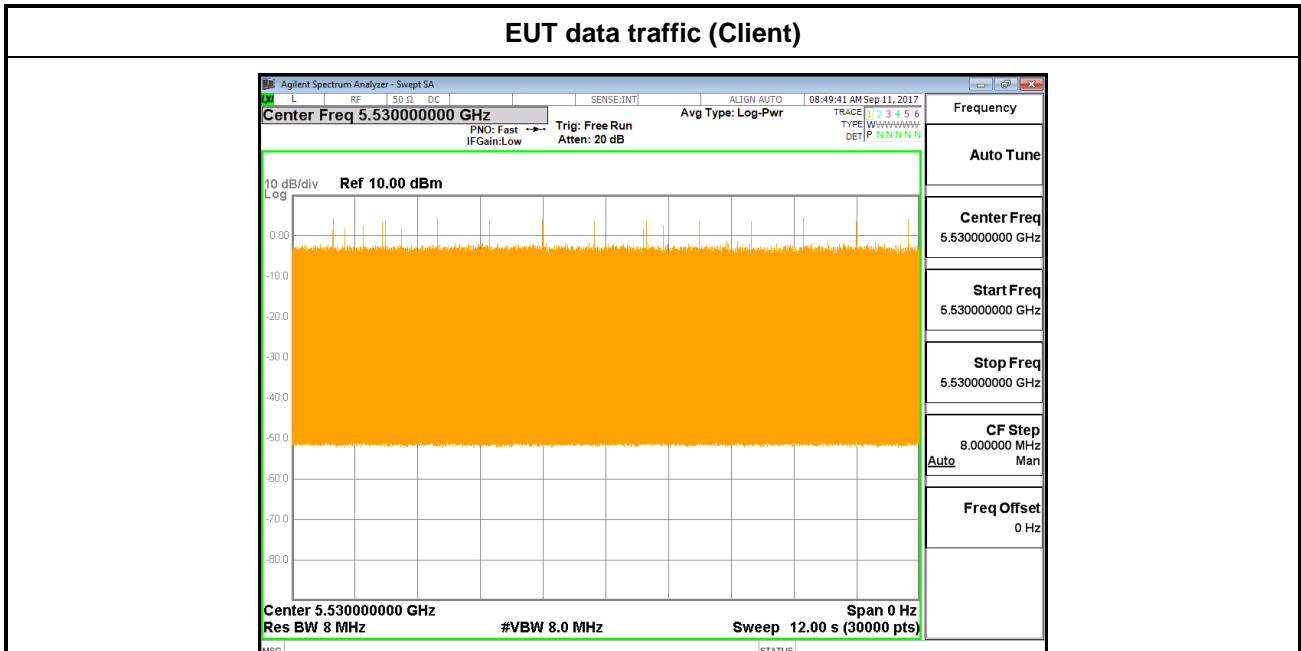 EUT data traffic (Client)
Agilent Spectrum Analyzer - Swept SA
LXI L RF 50 Ω DC SENSE:INT ALIGN AUTO 08:49:41 AM Sep 11, 2017
Center Freq 5.530000000 GHz
PNO: Fast
IFGain:Low
Trig: Free Run
Atten: 20 dB
Avg Type: Log-Pwr
TRACE 1 2 3 4 5 6
TYPE WWWWWW
DET P N N N N N
Frequency
Auto Tune
10 dB/div Ref 10.00 dBm
Log
0.00
-10.0
-20.0
-30.0
-40.0
-50.0
-60.0
-70.0
-80.0
Center Freq
5.530000000 GHz
Start Freq
5.530000000 GHz
Stop Freq
5.530000000 GHz
CF Step
8.000000 MHz
Auto Man
Freq Offset
0 Hz
Center 5.530000000 GHz Span 0 Hz
Res BW 8 MHz #VBW 8.0 MHz Sweep 12.00 s (30000 pts)
MSG STATUS